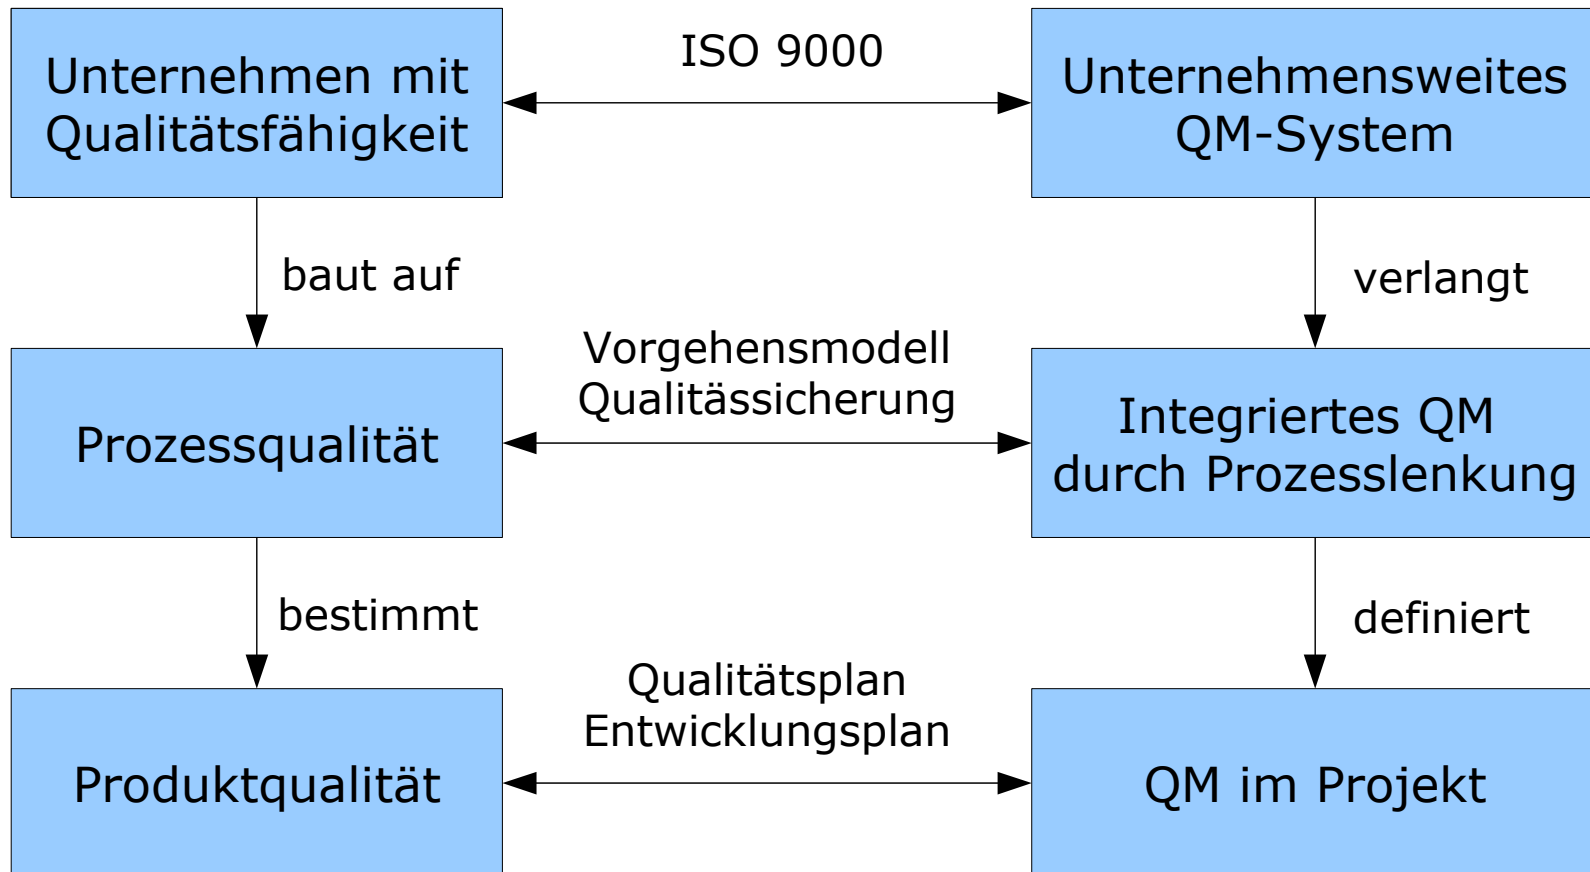 Unternehmen mit
Qualitätsfähigkeit
ISO 9000
Unternehmensweites
QM-System
baut auf
verlangt
Prozessqualität
Vorgehensmodell
Qualitässicherung
Integriertes QM
durch Prozesslenkung
bestimmt
definiert
Produktqualität
Qualitätsplan
Entwicklungsplan
QM im Projekt